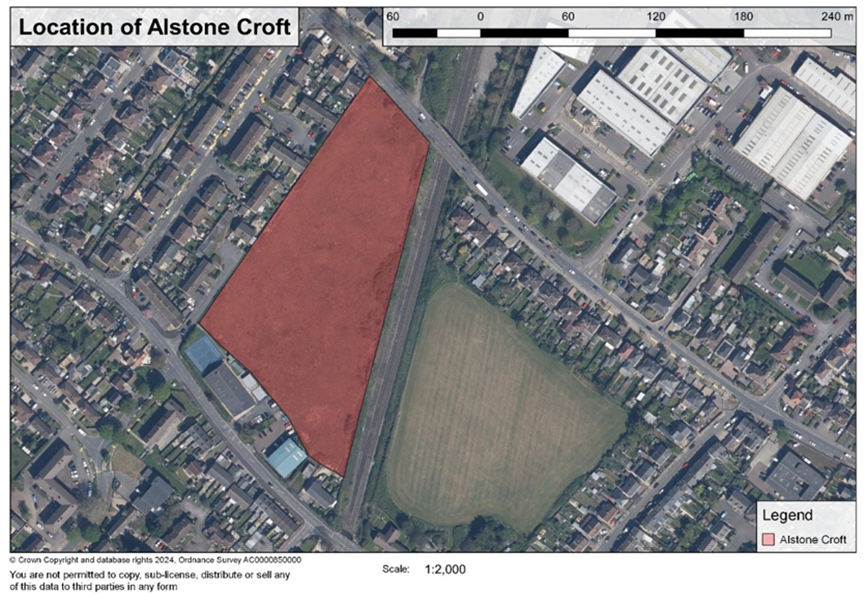 Location of Alstone Croft
60 0 60 120 180 240 m
Legend
Alstone Croft
© Crown Copyright and database rights 2024, Ordnance Survey AC0000850000
You are not permitted to copy, sub-license, distribute or sell any
of this data to third parties in any form
Scale: 1:2,000